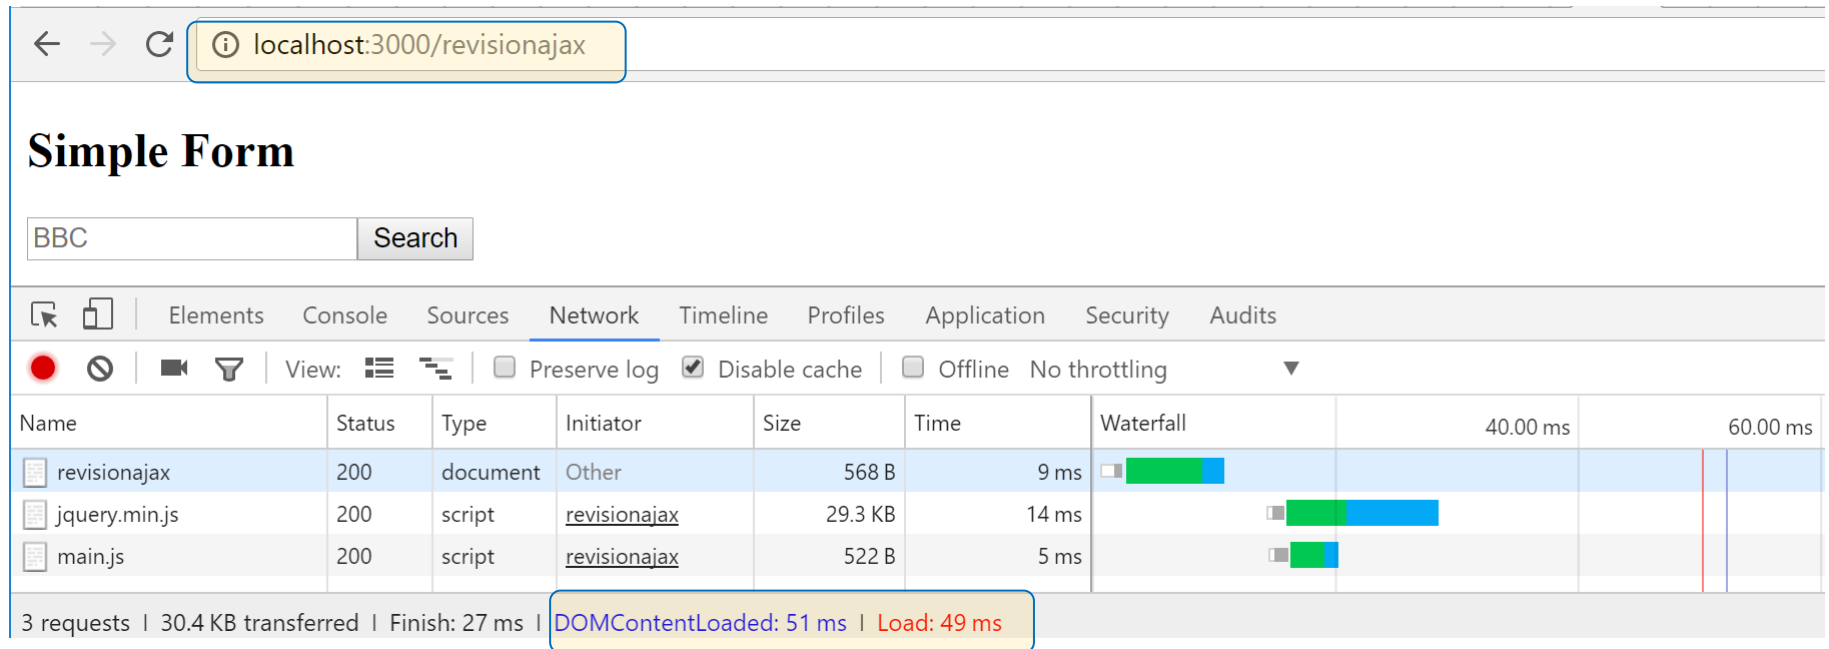 localhost:3000/revisionajax
Simple Form
BBC Search
Elements Console Sources Network Timeline Profiles Application Security Audits
View: Preserve log Disable cache Offline No throttling
Name Status Type Initiator Size Time Waterfall 40.00 ms 60.00 ms
revisionajax 200 document Other 568 B 9 ms
jquery.min.js 200 script revisionajax 29.3 KB 14 ms
main.js 200 script revisionajax 522 B 5 ms
3 requests | 30.4 KB transferred | Finish: 27 ms | DOMContentLoaded: 51 ms | Load: 49 ms